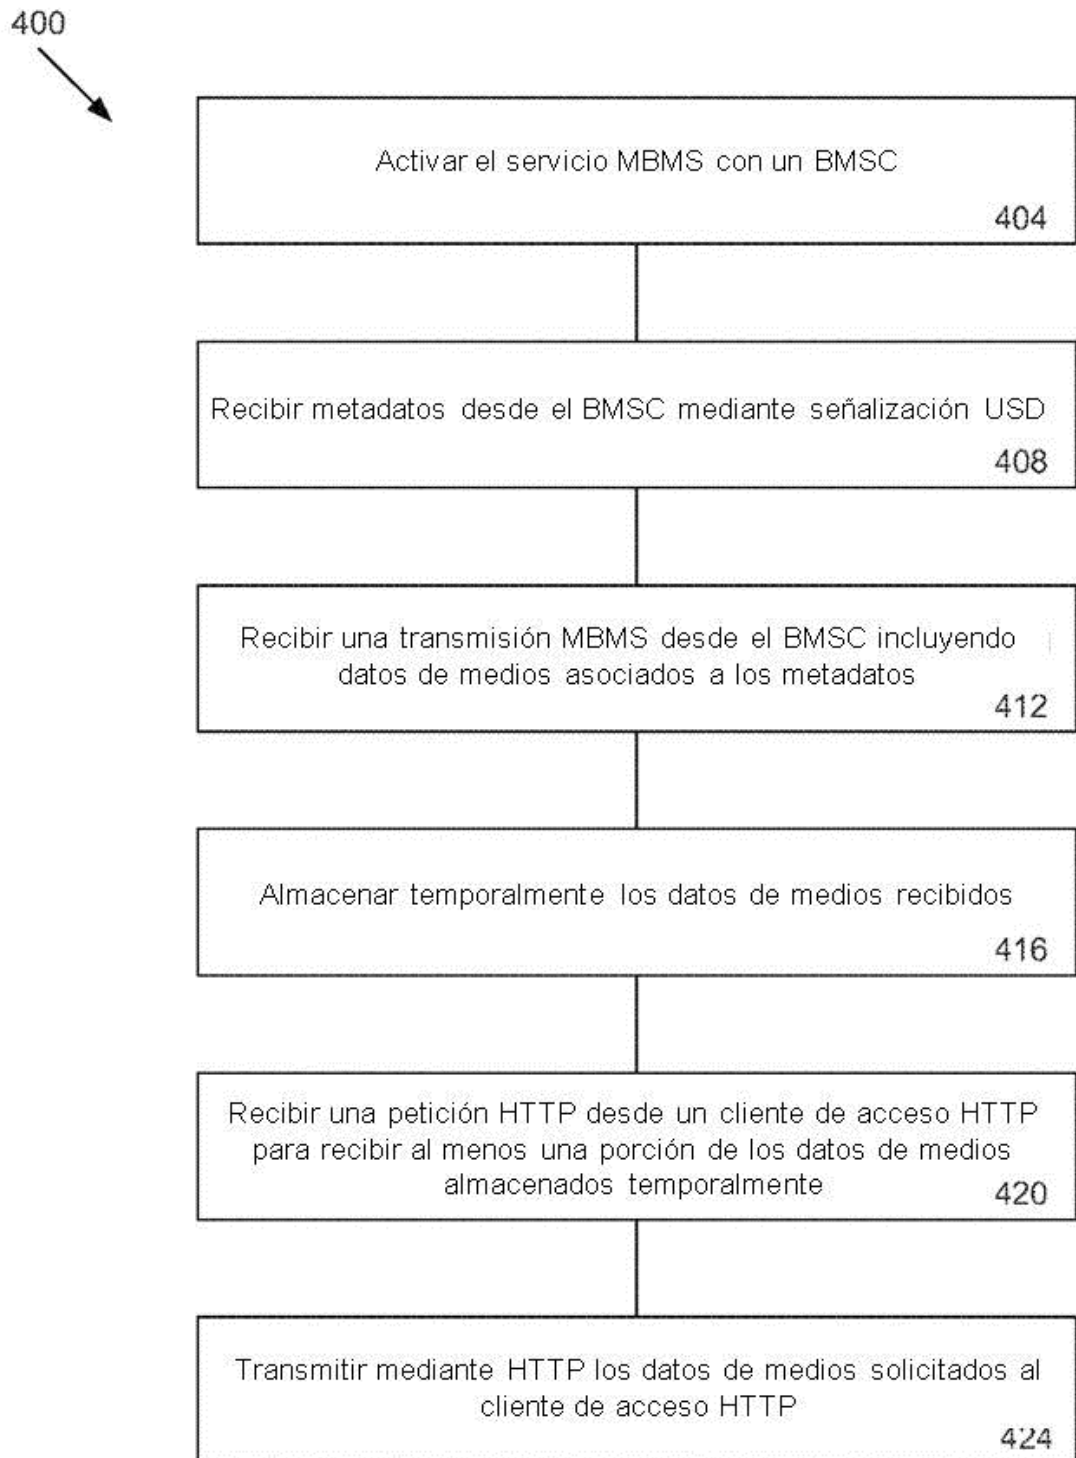 400
Activar el servicio MBMS con un BMSC
404
Recibir metadatos desde el BMSC mediante señalización USD
408
Recibir una transmisión MBMS desde el BMSC incluyendo
datos de medios asociados a los metadatos
412
Almacenar temporalmente los datos de medios recibidos
416
Recibir una petición HTTP desde un cliente de acceso HTTP
para recibir al menos una porción de los datos de medios
almacenados temporalmente
420
Transmitir mediante HTTP los datos de medios solicitados al
cliente de acceso HTTP
424